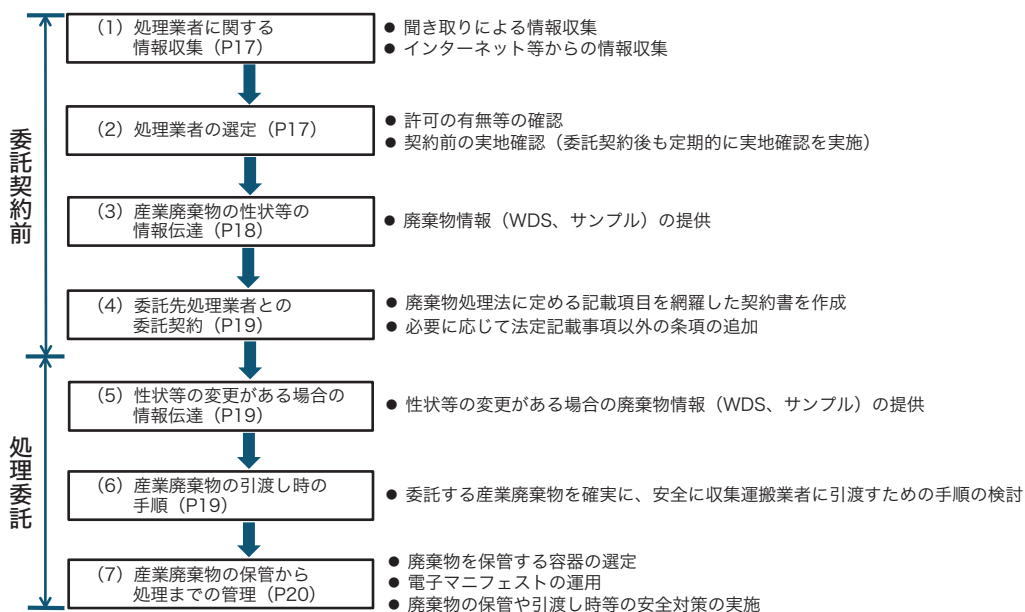 委託契約前
(1) 処理業者に関する
情報収集（P17）
● 聞き取りによる情報収集
● インターネット等からの情報収集
(2) 処理業者の選定（P17）
● 許可の有無等の確認
● 契約前の実地確認（委託契約後も定期的に実地確認を実施）
(3) 産業廃棄物の性状等の
情報伝達（P18）
● 廃棄物情報（WDS、サンプル）の提供
(4) 委託先処理業者との
委託契約（P19）
● 廃棄物処理法に定める記載項目を網羅した契約書を作成
● 必要に応じて法定記載事項以外の条項の追加
処理委託
(5) 性状等の変更がある場合の
情報伝達（P19）
● 性状等の変更がある場合の廃棄物情報（WDS、サンプル）の提供
(6) 産業廃棄物の引渡し時の
手順（P19）
● 委託する産業廃棄物を確実に、安全に収集運搬業者に引渡すための手順の検討
(7) 産業廃棄物の保管から
処理までの管理（P20）
● 廃棄物を保管する容器の選定
● 電子マニフェストの運用
● 廃棄物の保管や引渡し時等の安全対策の実施